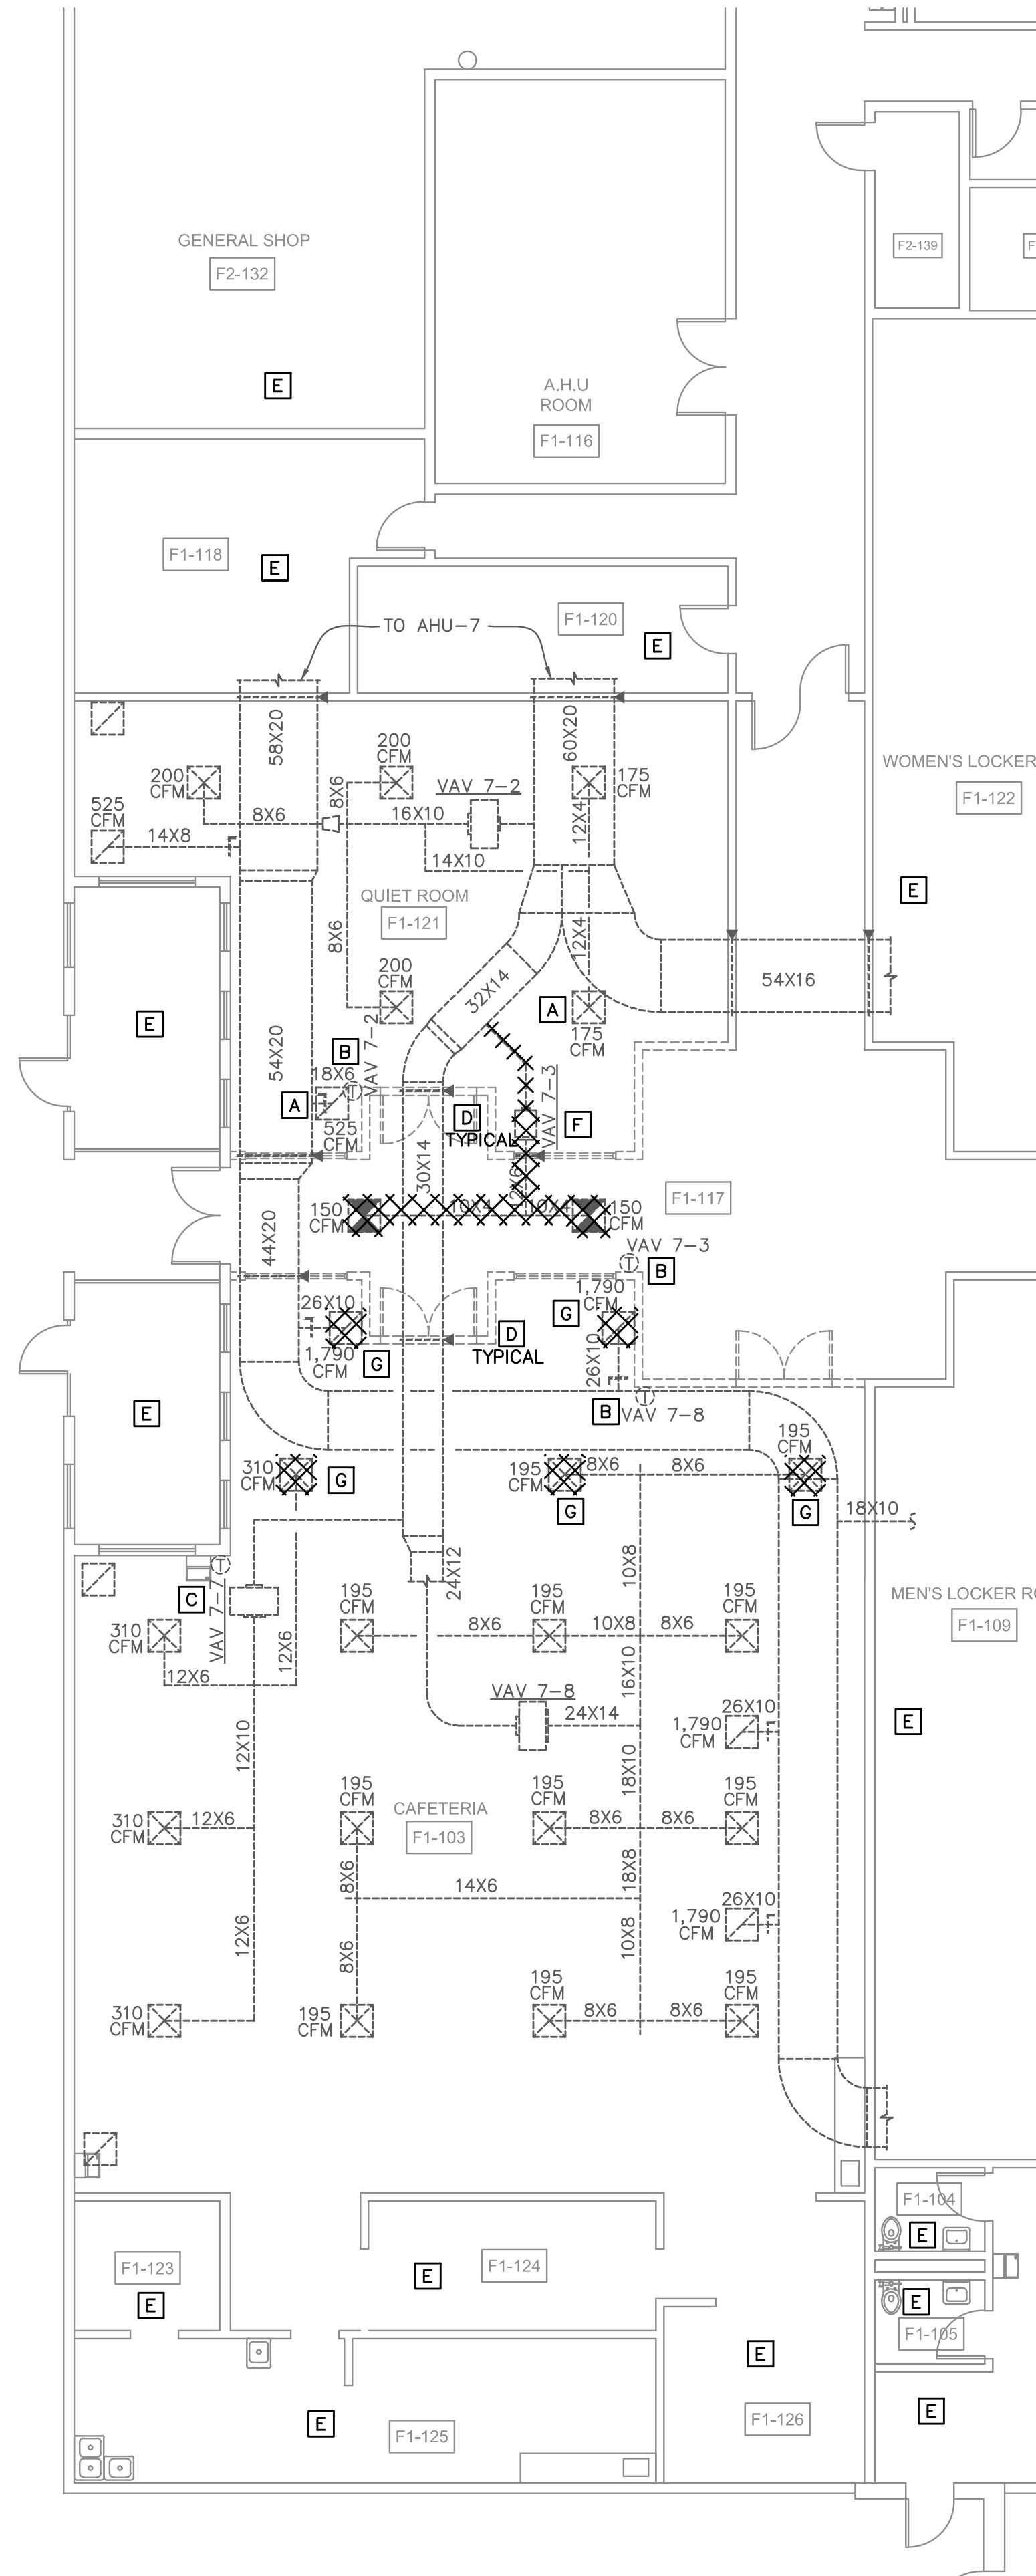 GENERAL SHOP
F2-132
F2-139
E
A.H.U
ROOM
F1-116
F1-118
E
F1-120
E
TO AHU-7
58X20
60X20
200
CFM
200
CFM
175
CFM
VAV 7-2
525
CFM
8X6
8X6
16X10
12X4
14X8
14X10
WOMEN'S LOCKER
F1-122
E
QUIET ROOM
F1-121
8X6
12X4
54X16
32X14
200
CFM
A
175
CFM
E
54X20
B
VAV 7-2
18X6
A
525
CFM
D
TYPICAL
VAV 7-3
F
30X14
150
CFM
10X4
10X4
150
CFM
F1-117
44X20
VAV 7-3
B
26X10
1,790
CFM
G
1,790
CFM
G
26X10
D
TYPICAL
E
B
VAV 7-8
310
CFM
G
195
CFM
8X6
8X6
195
CFM
G
G
18X10
24X12
10X8
C
VAV 7-7
12X6
195
CFM
195
CFM
195
CFM
310
CFM
8X6
10X8
8X6
12X6
MEN'S LOCKER RO
F1-109
16X10
VAV 7-8
24X14
26X10
1,790
CFM
E
12X10
18X10
195
CFM
195
CFM
195
CFM
CAFETERIA
F1-103
310
CFM
12X6
8X6
8X6
8X6
18X8
14X6
26X10
1,790
CFM
12X6
8X6
10X8
195
CFM
195
CFM
310
CFM
195
CFM
8X6
8X6
F1-104
E
F1-123
E
E
F1-124
E
F1-105
E
F1-126
E
E
F1-125